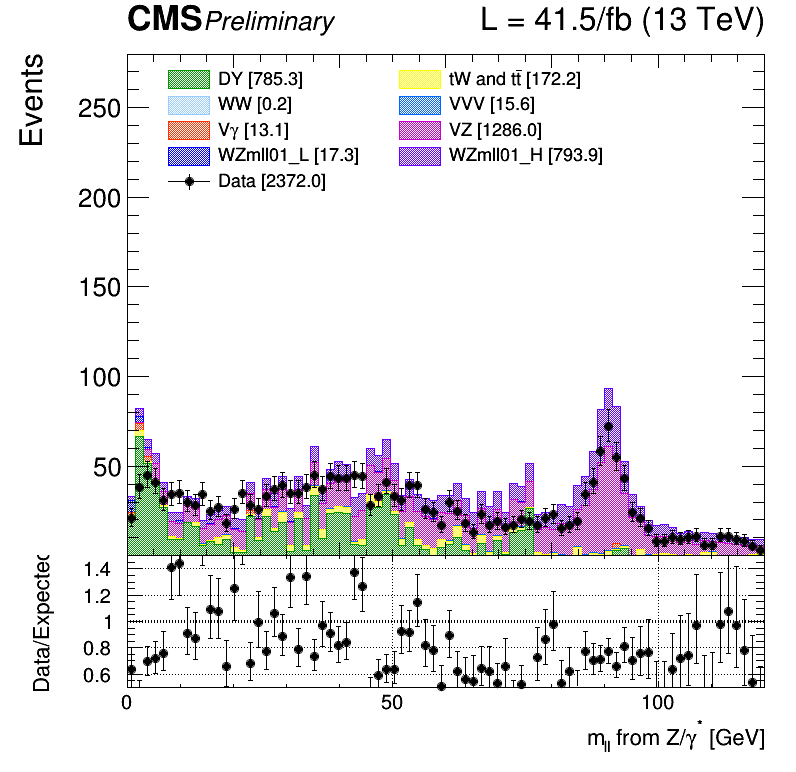 CMS Preliminary L = 41.5/fb (13 TeV)
Events
DY [785.3] tW and tt̄ [172.2]
WW [0.2] VVV [15.6]
Vγ [13.1] VZ [1286.0]
WZmll01_L [17.3] WZmll01_H [793.9]
Data [2372.0]
250
200
150
100
50
Data/Expected
1.4
1.2
1
0.8
0.6
0 50 100
m_ll from Z/γ* [GeV]